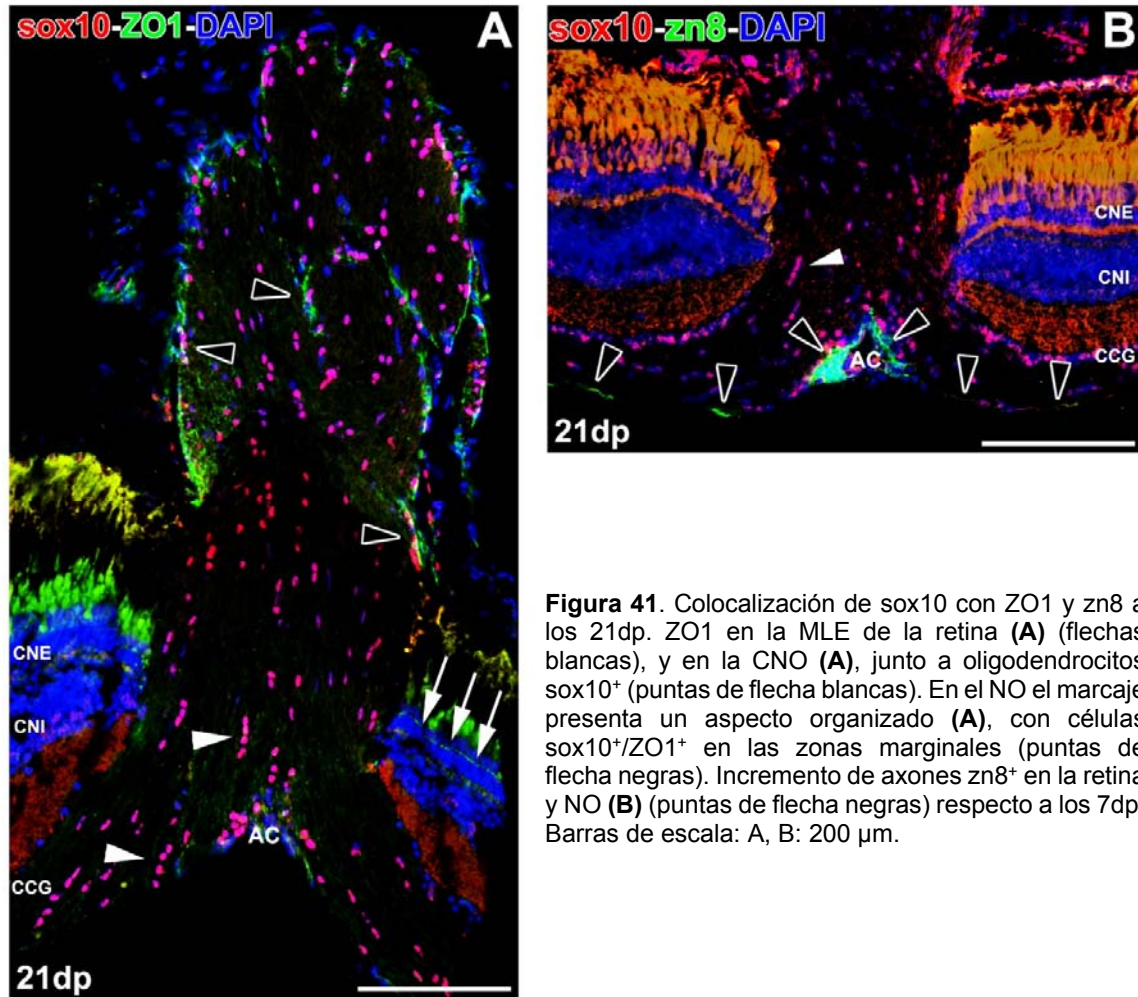 sox10-ZO1-DAPI A
CNE
CNI
AC
CCG
21dp
sox10-zn8-DAPI B
CNE
CNI
AC
CCG
21dp
Figura 41. Colocalización de sox10 con ZO1 y zn8 a
los 21dp. ZO1 en la MLE de la retina (A) (flechas
blancas), y en la CNO (A), junto a oligodendrocitos
sox10⁺ (puntas de flecha blancas). En el NO el marcaje
presenta un aspecto organizado (A), con células
sox10⁺/ZO1⁺ en las zonas marginales (puntas de
flecha negras). Incremento de axones zn8⁺ en la retina
y NO (B) (puntas de flecha negras) respecto a los 7dp
Barras de escala: A, B: 200 µm.